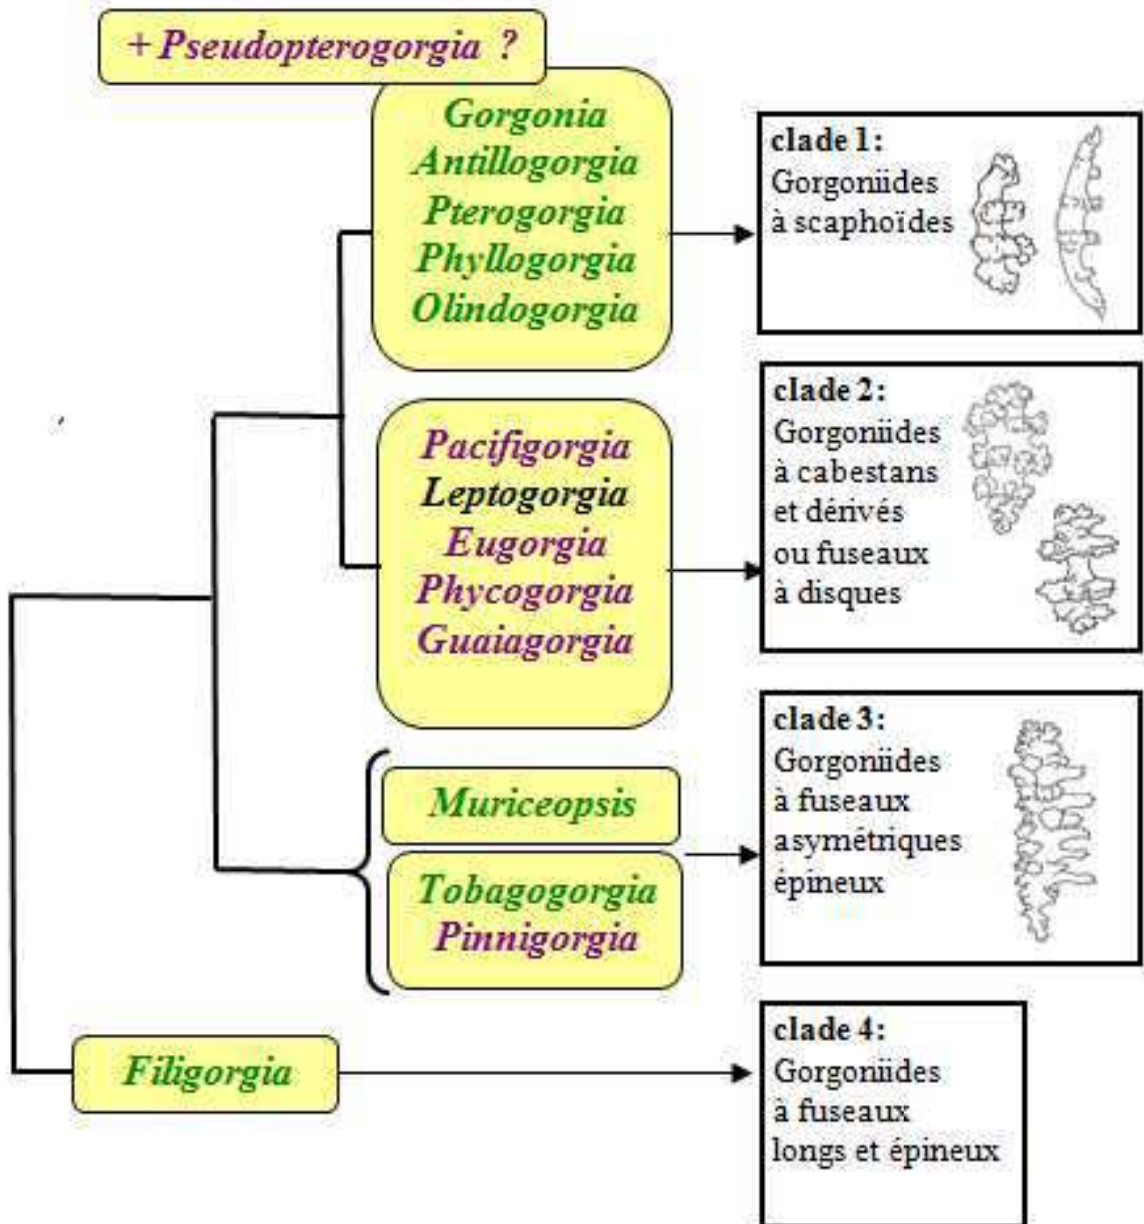 + Pseudopterogorgia ?
Gorgonia
Antillogorgia
Pterogorgia
Phyllogorgia
Olindogorgia
clade 1:
Gorgoniides
à scaphoïdes
Pacifigorgia
Leptogorgia
Eugorgia
Phycogorgia
Guaiagorgia
clade 2:
Gorgoniides
à cabestans
et dérivés
ou fuseaux
à disques
Muriceopsis
Tobagogorgia
Pinnigorgia
clade 3:
Gorgoniides
à fuseaux
asymétriques
épineux
Filigorgia
clade 4:
Gorgoniides
à fuseaux
longs et épineux